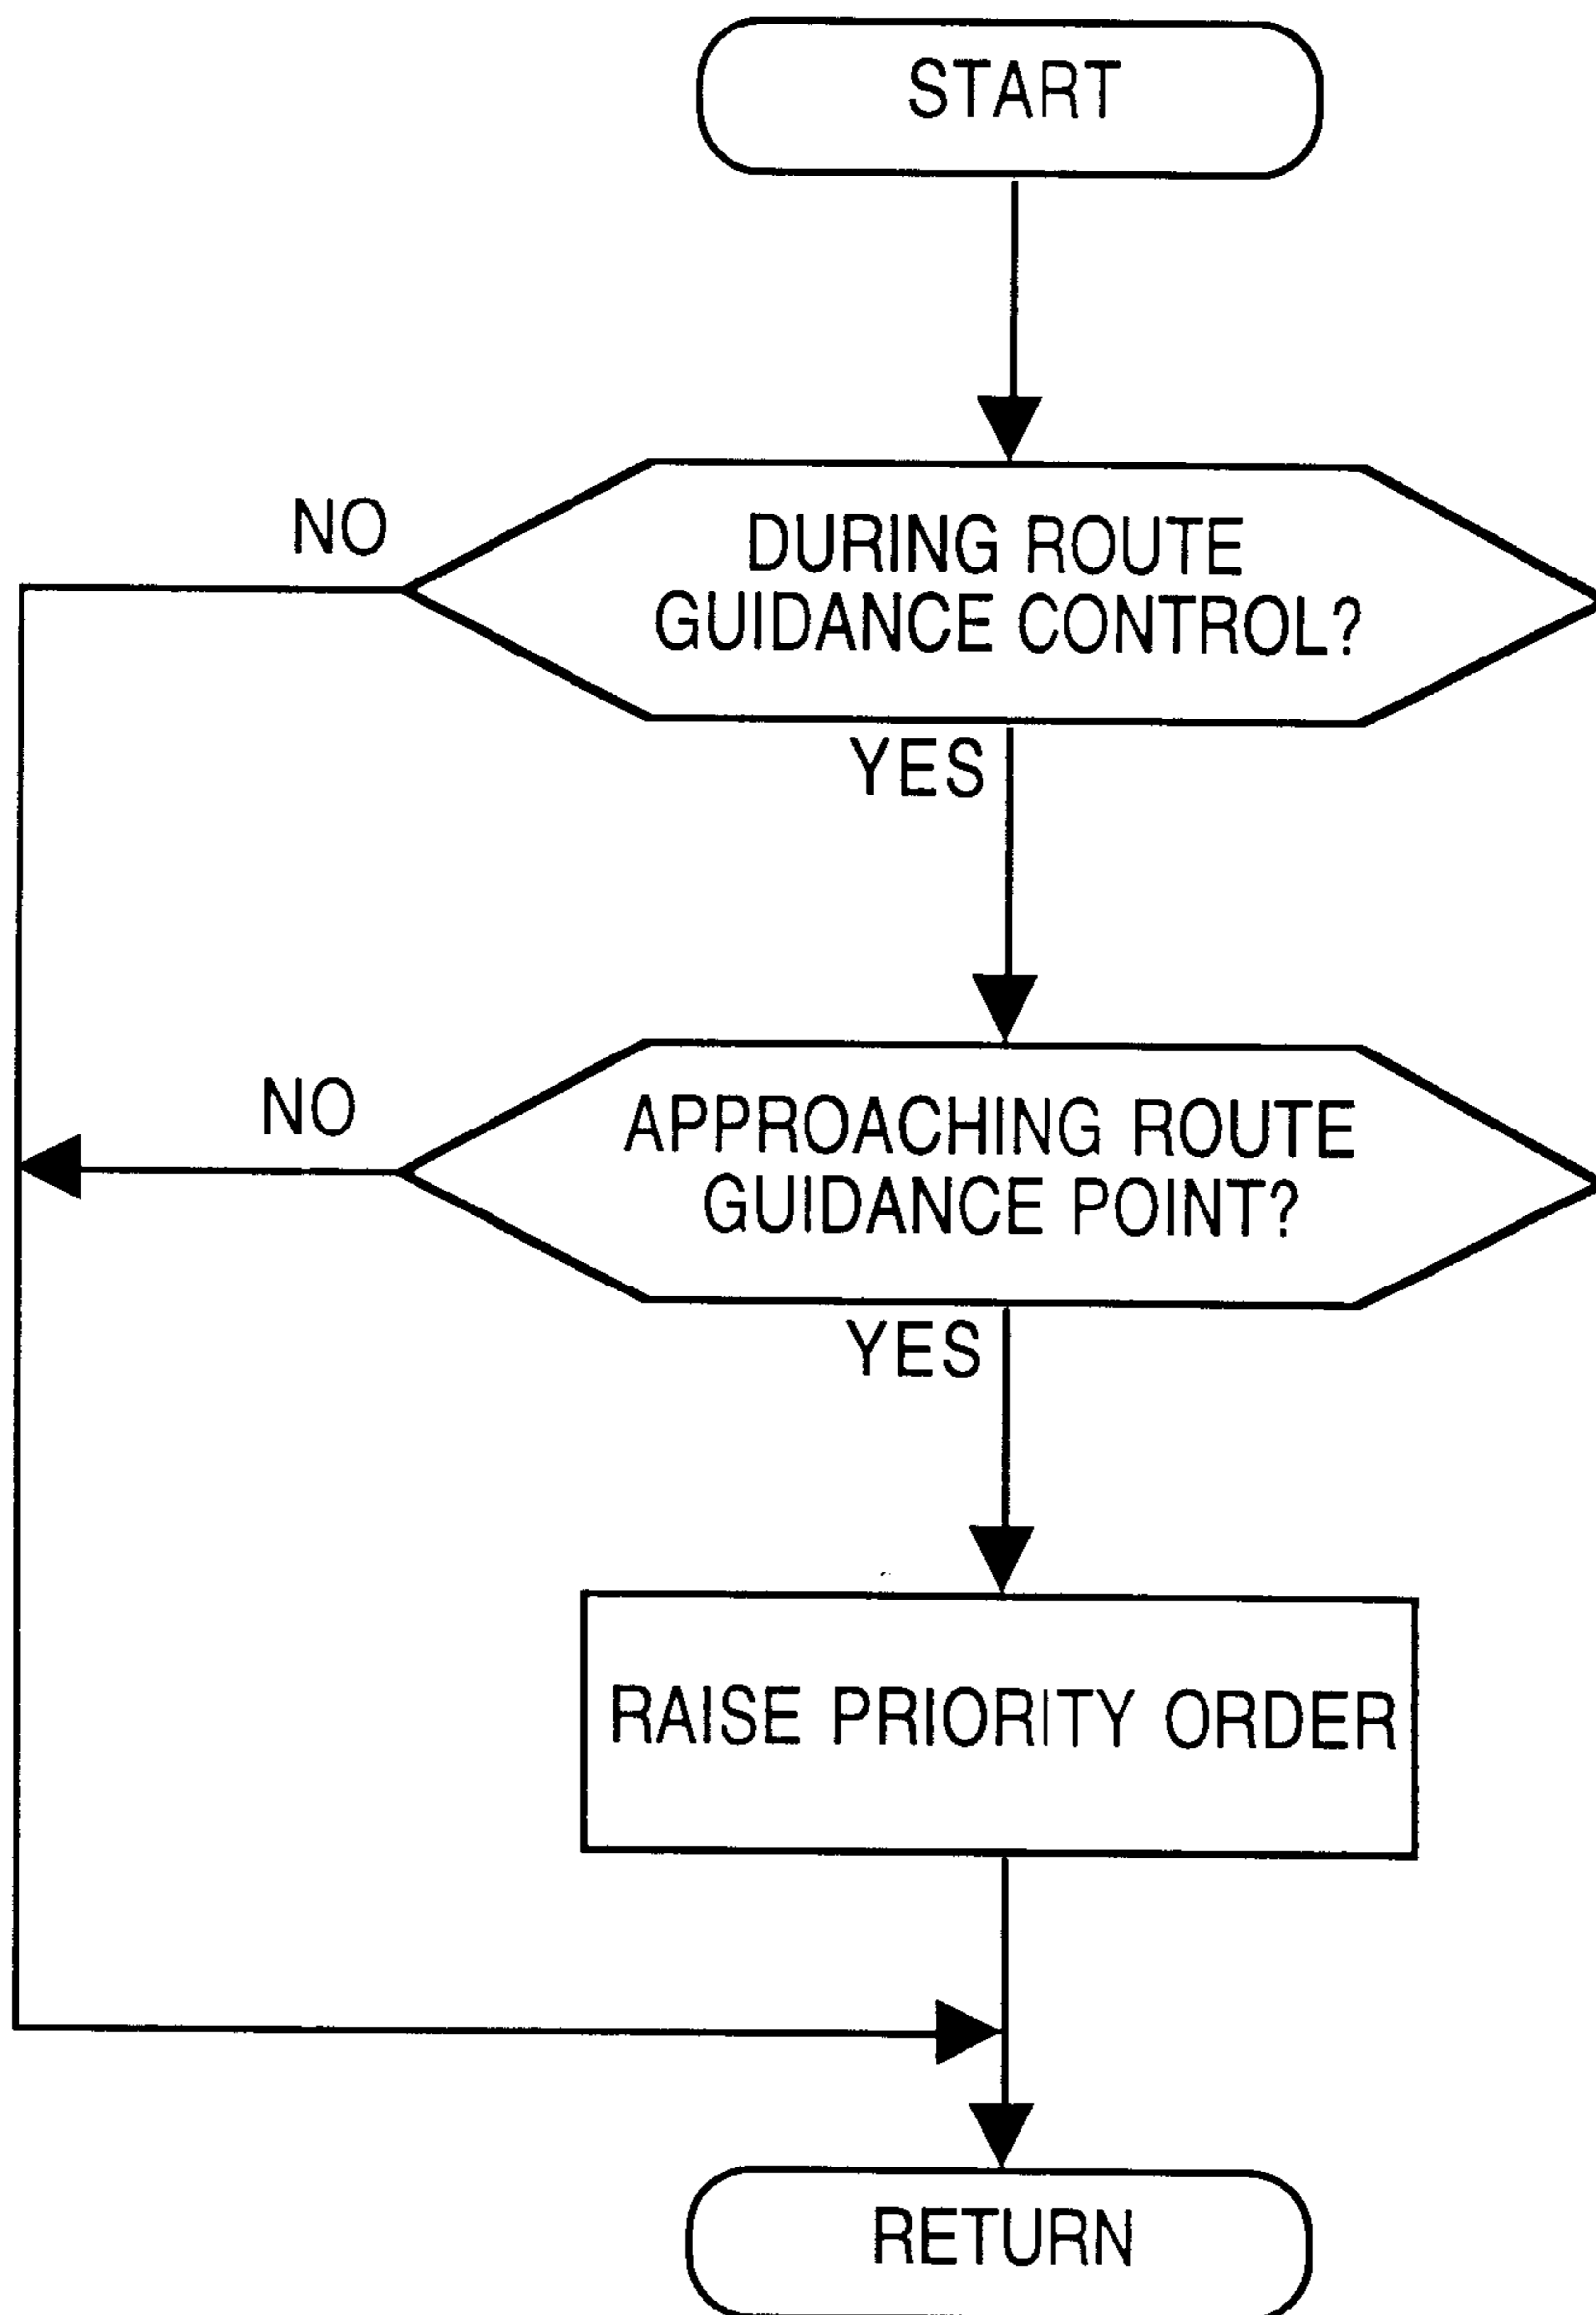 START
NO
DURING ROUTE
GUIDANCE CONTROL?
YES
NO
APPROACHING ROUTE
GUIDANCE POINT?
YES
RAISE PRIORITY ORDER
RETURN